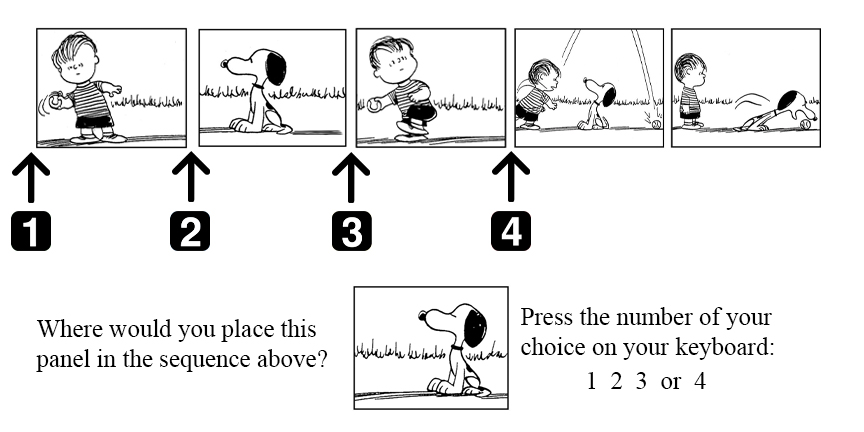 1 2 3 4
Where would you place this
panel in the sequence above?
Press the number of your
choice on your keyboard:
1 2 3 or 4